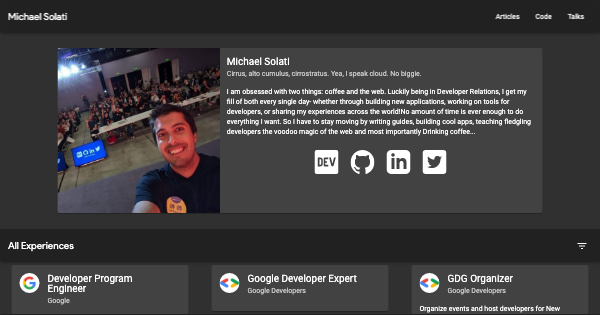 Michael Solati
Articles Code Talks
Michael Solati
Cirrus, alto cumulus, cirrostratus. Yea, I speak cloud. No biggie.
I am obsessed with two things: coffee and the web. Luckily being in Developer Relations, I get my
fill of both every single day- whether through building new applications, working on tools for
developers, or sharing my experiences across the world!No amount of time is ever enough to do
everything I want. So I have to stay moving by writing guides, building cool apps, teaching fledgling
developers the voodoo magic of the web and most importantly Drinking coffee...
DEV
in
All Experiences
Developer Program
Engineer
Google
Google Developer Expert
Google Developers
GDG Organizer
Google Developers
Organize events and host developers for New